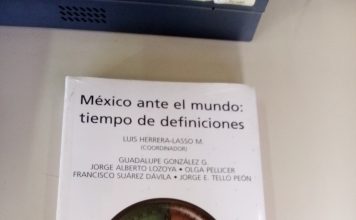 México ante el mundo:
tiempo de definiciones
LUIS HERRERA-LASSO M.
(COORDINADOR)
GUADALUPE GONZÁLEZ G.
JORGE ALBERTO LOZOYA • OLGA PELLICER
FRANCISCO SUÁREZ DÁVILA • JORGE E. TELLO PEÓN